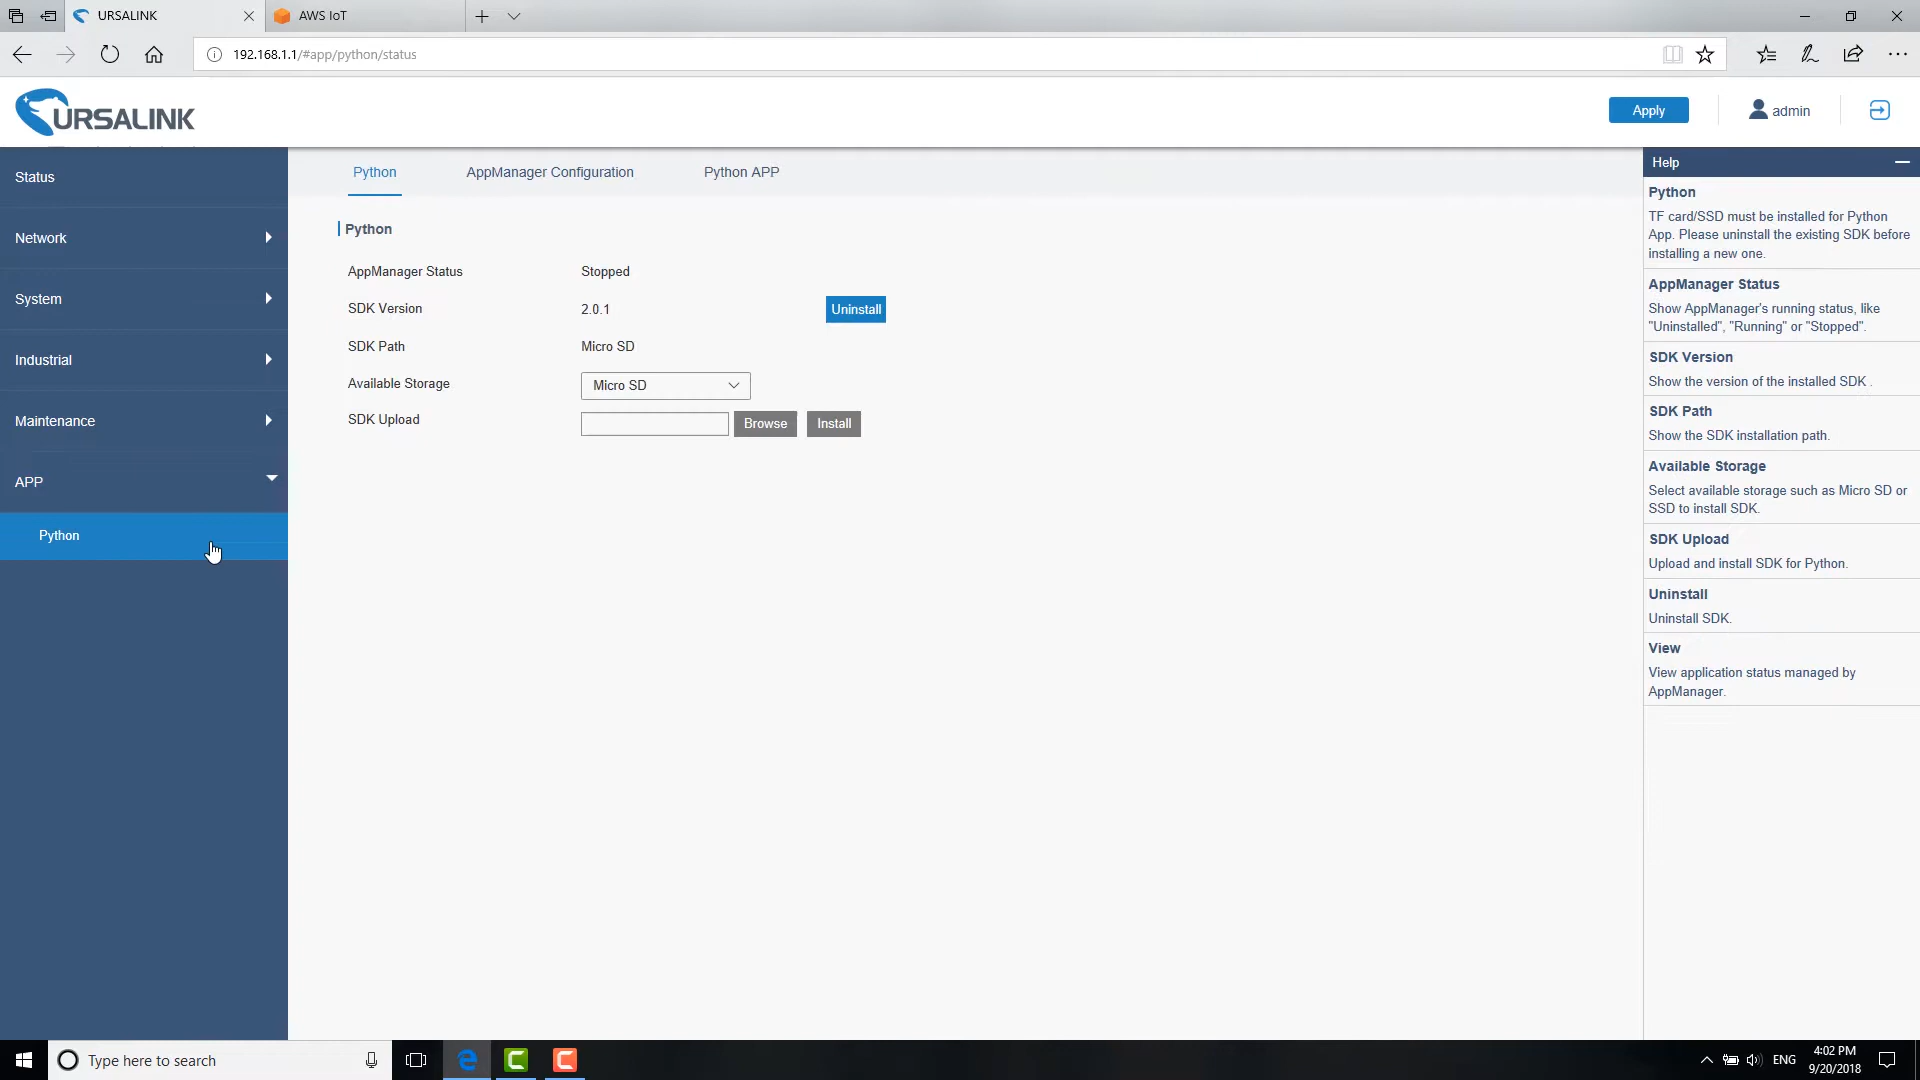 URSALINK
AWS IoT
192.168.1.1/#app/python/status
URSALINK
Apply
admin
Status
Network
System
Industrial
Maintenance
APP
Python
Python
AppManager Configuration
Python APP
Python
AppManager Status
Stopped
SDK Version
2.0.1
Uninstall
SDK Path
Micro SD
Available Storage
Micro SD
SDK Upload
Browse
Install
Help
Python
TF card/SSD must be installed for Python
App. Please uninstall the existing SDK before
installing a new one.
AppManager Status
Show AppManager's running status, like
"Uninstalled", "Running" or "Stopped".
SDK Version
Show the version of the installed SDK .
SDK Path
Show the SDK installation path.
Available Storage
Select available storage such as Micro SD or
SSD to install SDK.
SDK Upload
Upload and install SDK for Python.
Uninstall
Uninstall SDK.
View
View application status managed by
AppManager.
Type here to search
ENG
4:02 PM
9/20/2018